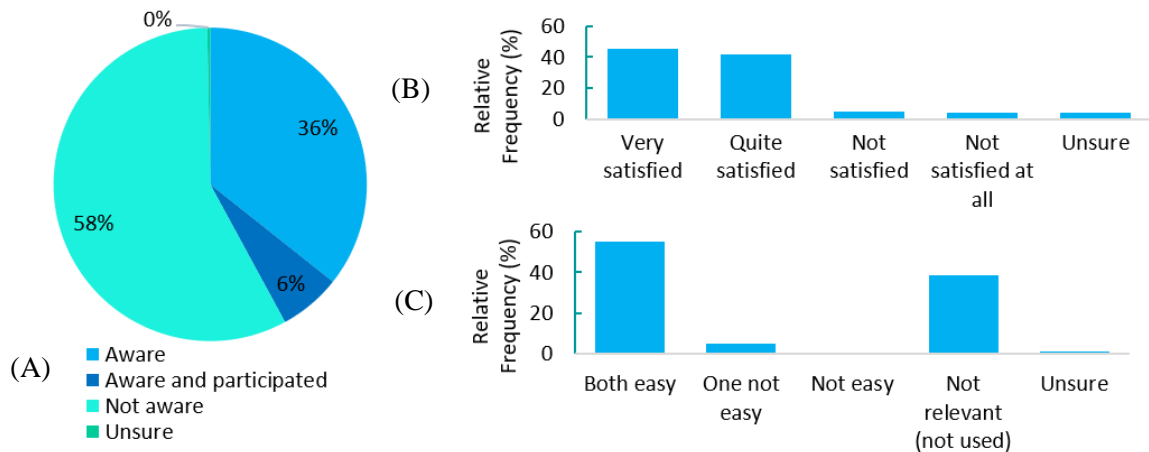 0%
36%
58%
6%
Aware
Aware and participated
Not aware
Unsure
(A)
(B)
Relative
Frequency (%)
60
40
20
0
Very
satisfied
Quite
satisfied
Not
satisfied
Not
satisfied at
all
Unsure
(C)
Relative
Frequency (%)
60
40
20
0
Both easy
One not
easy
Not easy
Not
relevant
(not used)
Unsure